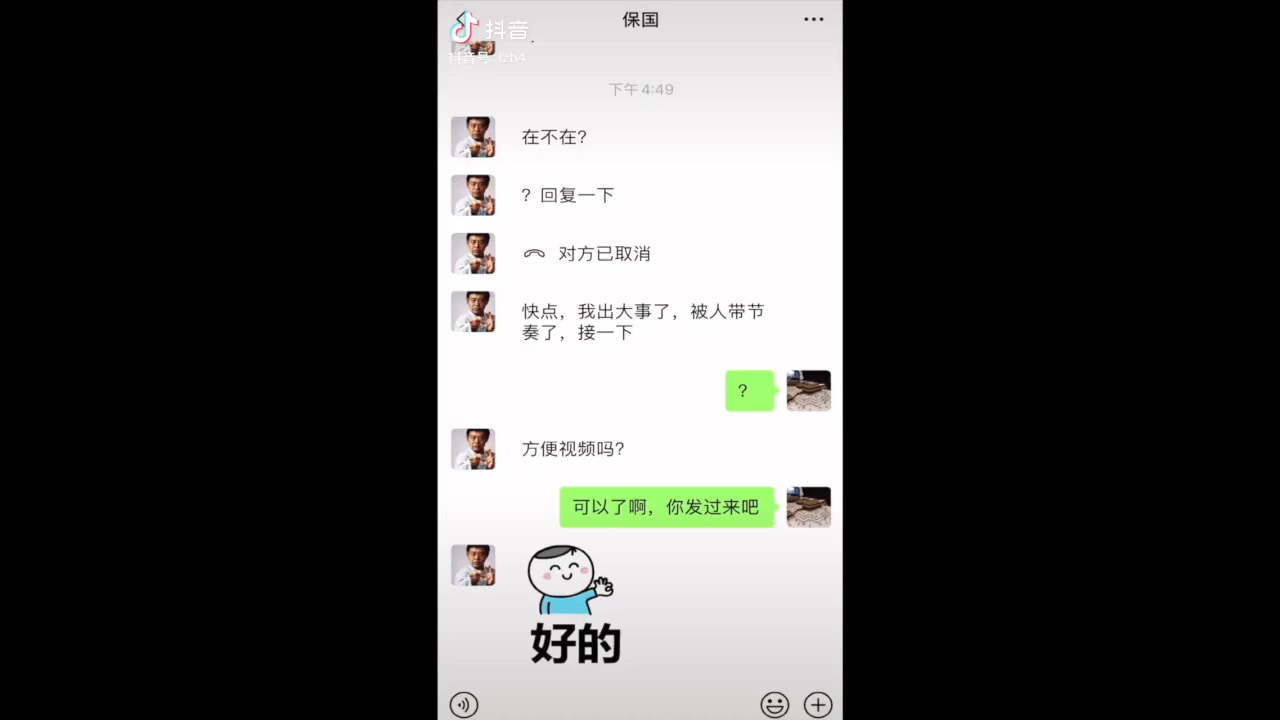 保国
抖音
下午 4:49
在不在?
? 回复一下
对方已取消
快点，我出大事了，被人带节
奏了，接一下
?
方便视频吗?
可以了啊，你发过来吧
好的